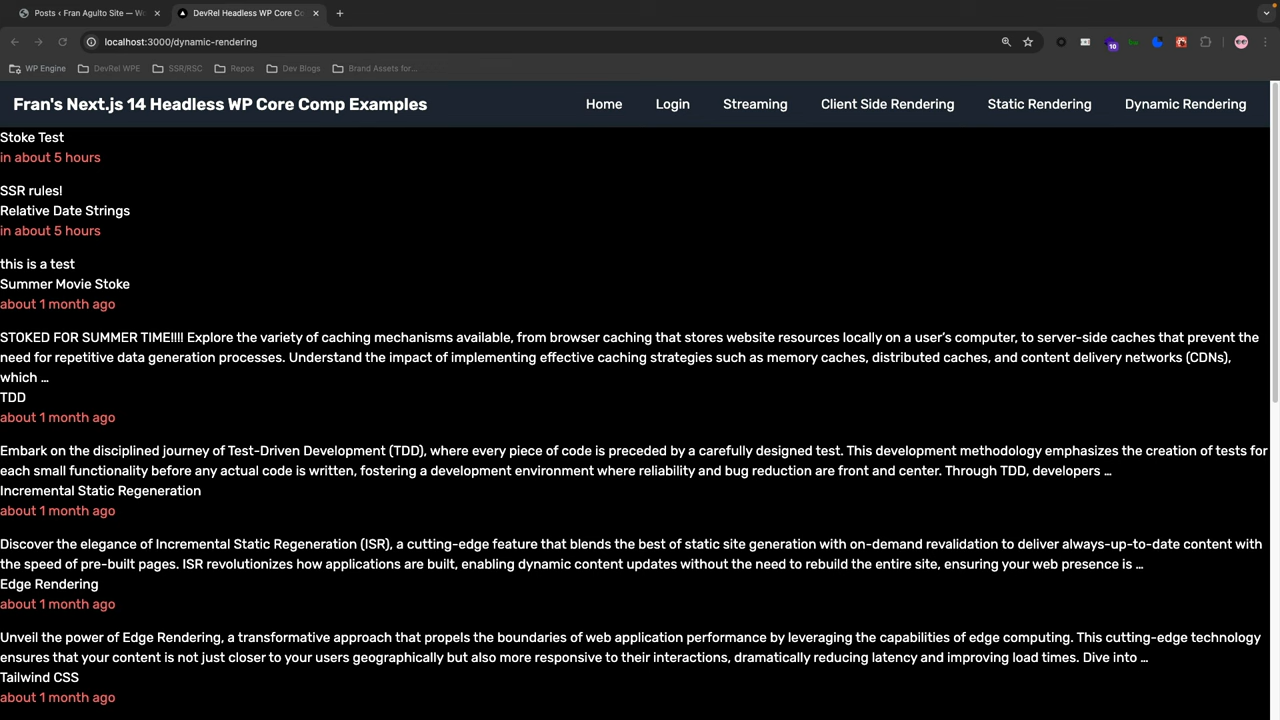 Posts ‹ Fran Agulto Site — Wo
DevRel Headless WP Core Co
localhost:3000/dynamic-rendering
10
WP Engine
DevRel WPE
SSR/RSC
Repos
Dev Blogs
Brand Assets for...
Fran's Next.js 14 Headless WP Core Comp Examples
Home
Login
Streaming
Client Side Rendering
Static Rendering
Dynamic Rendering
Stoke Test
in about 5 hours
SSR rules!
Relative Date Strings
in about 5 hours
this is a test
Summer Movie Stoke
about 1 month ago
STOKED FOR SUMMER TIME!!!! Explore the variety of caching mechanisms available, from browser caching that stores website resources locally on a user’s computer, to server-side caches that prevent the
need for repetitive data generation processes. Understand the impact of implementing effective caching strategies such as memory caches, distributed caches, and content delivery networks (CDNs),
which …
TDD
about 1 month ago
Embark on the disciplined journey of Test-Driven Development (TDD), where every piece of code is preceded by a carefully designed test. This development methodology emphasizes the creation of tests for
each small functionality before any actual code is written, fostering a development environment where reliability and bug reduction are front and center. Through TDD, developers …
Incremental Static Regeneration
about 1 month ago
Discover the elegance of Incremental Static Regeneration (ISR), a cutting-edge feature that blends the best of static site generation with on-demand revalidation to deliver always-up-to-date content with
the speed of pre-built pages. ISR revolutionizes how applications are built, enabling dynamic content updates without the need to rebuild the entire site, ensuring your web presence is …
Edge Rendering
about 1 month ago
Unveil the power of Edge Rendering, a transformative approach that propels the boundaries of web application performance by leveraging the capabilities of edge computing. This cutting-edge technology
ensures that your content is not just closer to your users geographically but also more responsive to their interactions, dramatically reducing latency and improving load times. Dive into …
Tailwind CSS
about 1 month ago